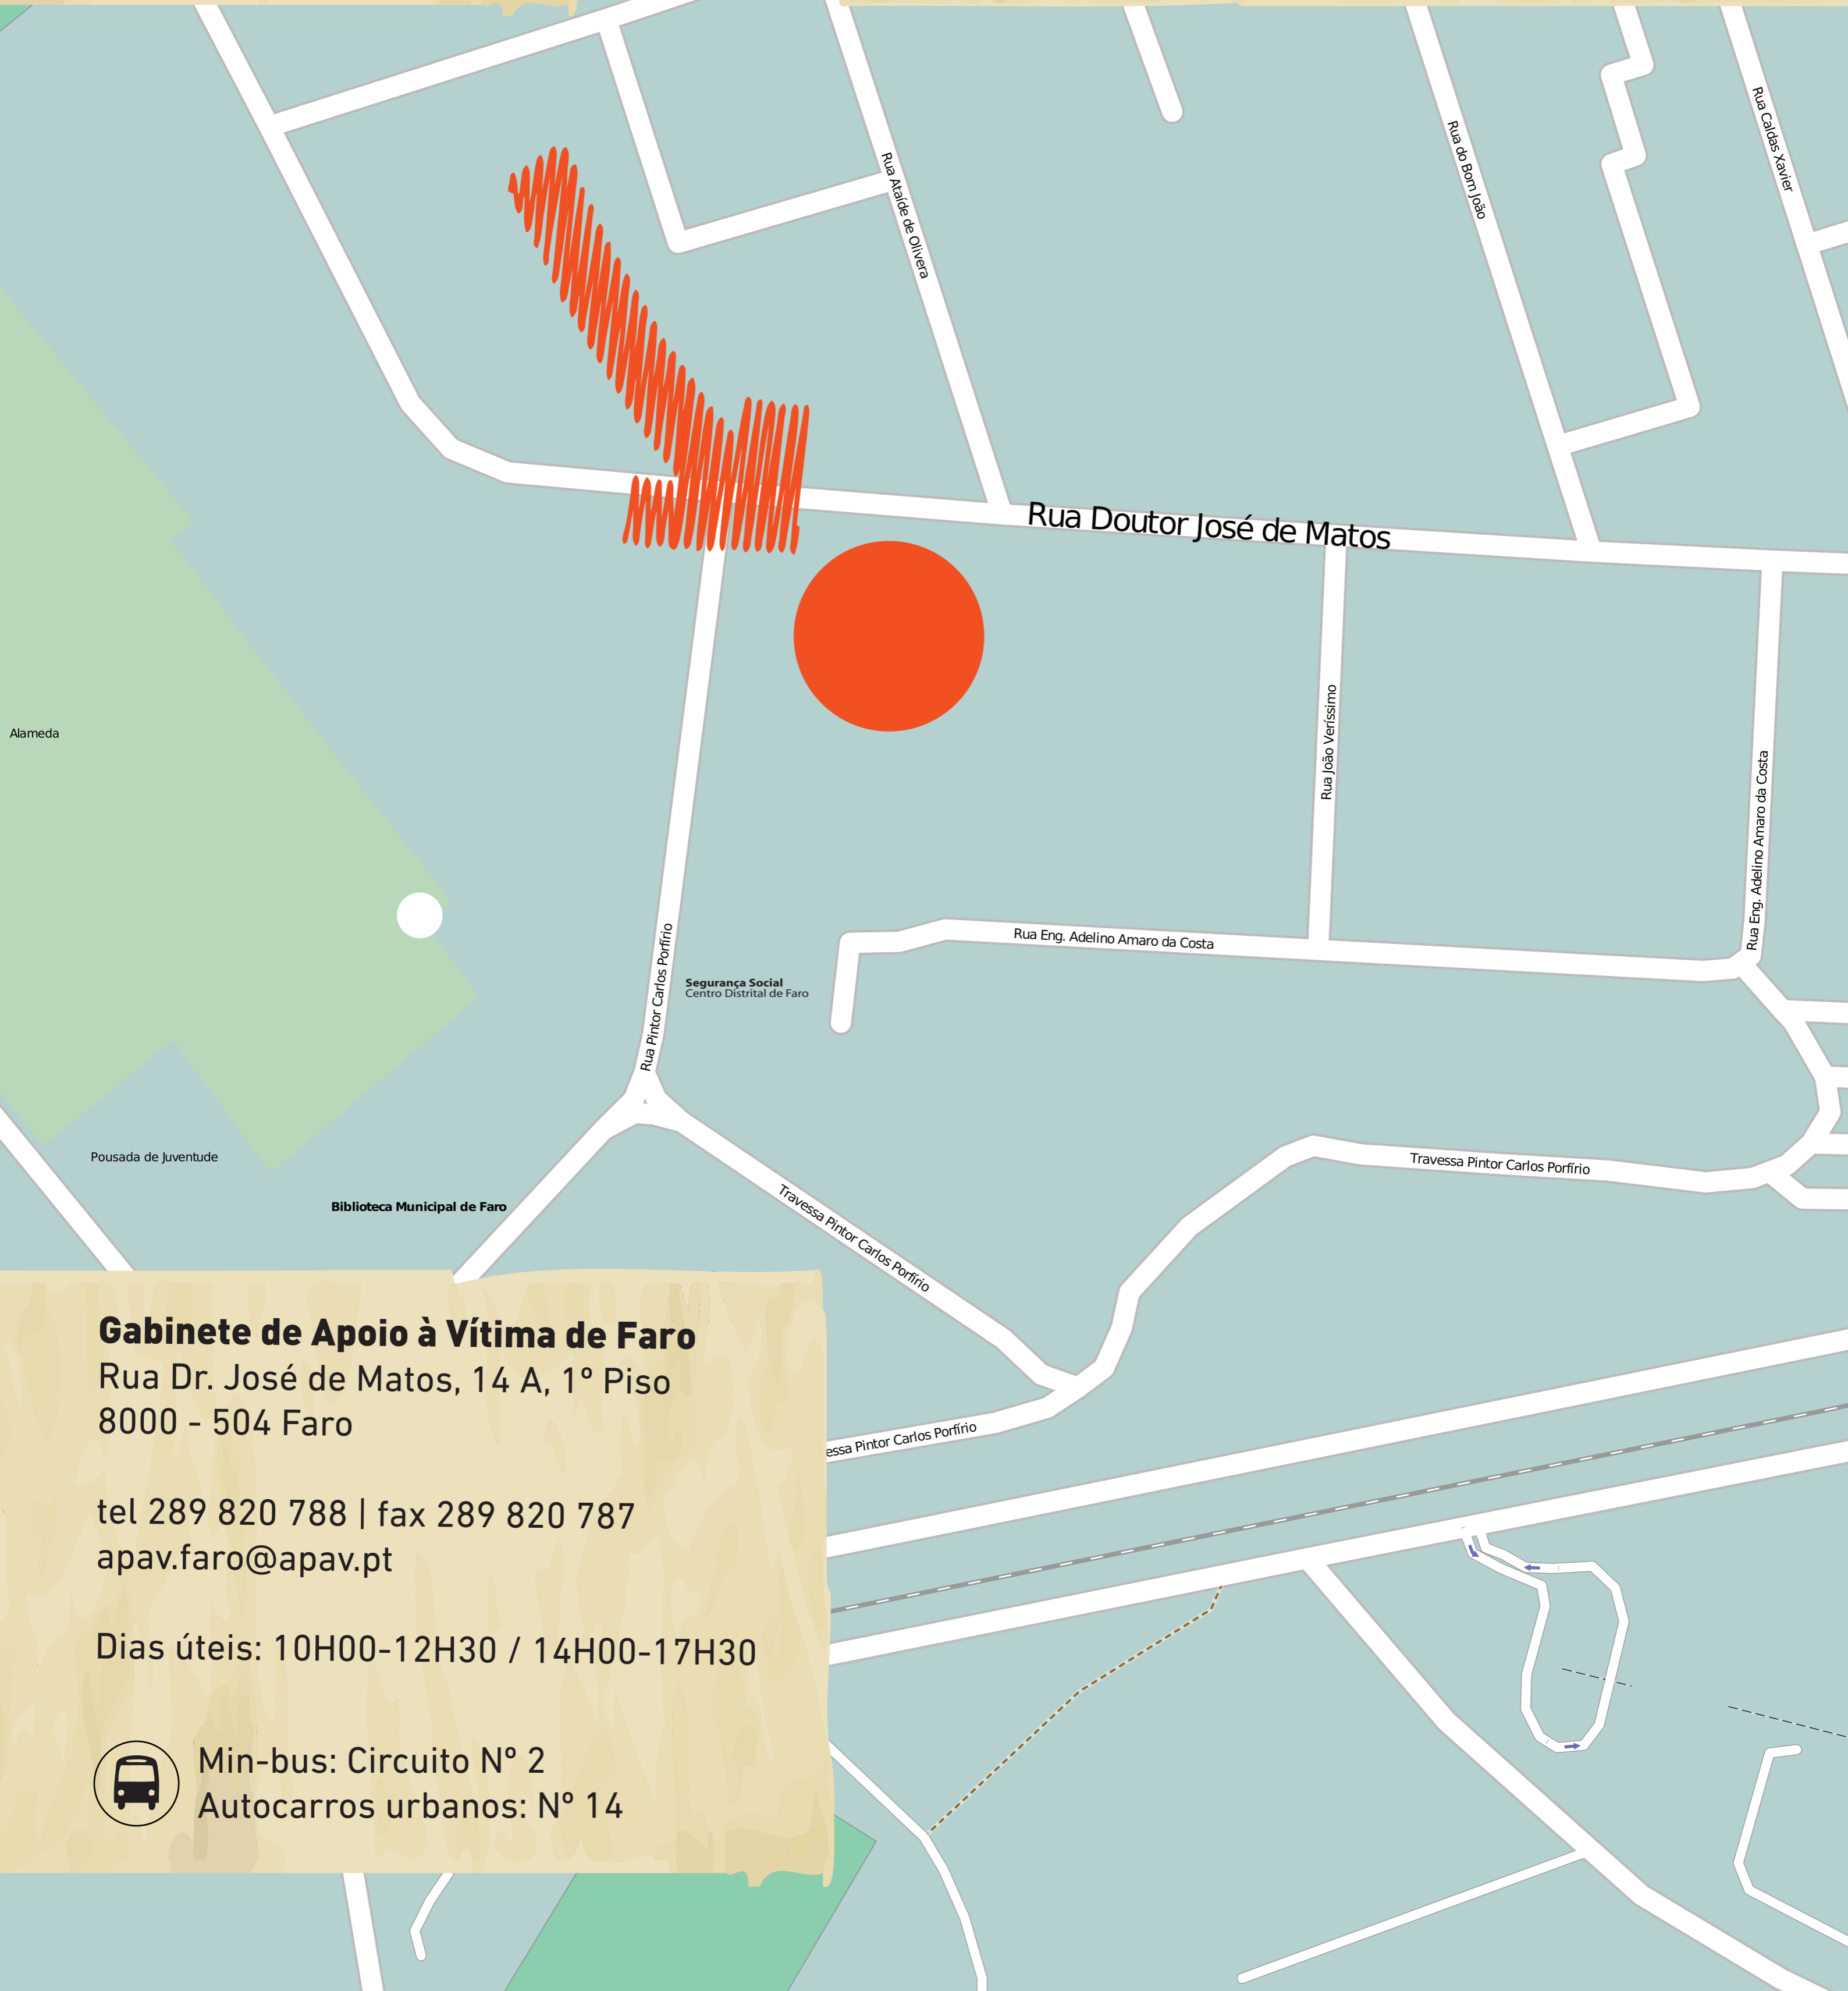 Rua Ataíde de Olivera
Rua do Bom João
Rua Caldas Xavier
Rua Doutor José de Matos
Rua João Veríssimo
Rua Eng. Adelino Amaro da Costa
Alameda
Rua Pintor Carlos Porfírio
Rua Eng. Adelino Amaro da Costa
Segurança Social
Centro Distrital de Faro
Pousada de Juventude
Biblioteca Municipal de Faro
Travessa Pintor Carlos Porfírio
Travessa Pintor Carlos Porfírio
essa Pintor Carlos Porfírio
Gabinete de Apoio à Vítima de Faro
Rua Dr. José de Matos, 14 A, 1º Piso
8000 - 504 Faro
tel 289 820 788 | fax 289 820 787
apav.faro@apav.pt
Dias úteis: 10H00-12H30 / 14H00-17H30
Min-bus: Circuito Nº 2
Autocarros urbanos: Nº 14